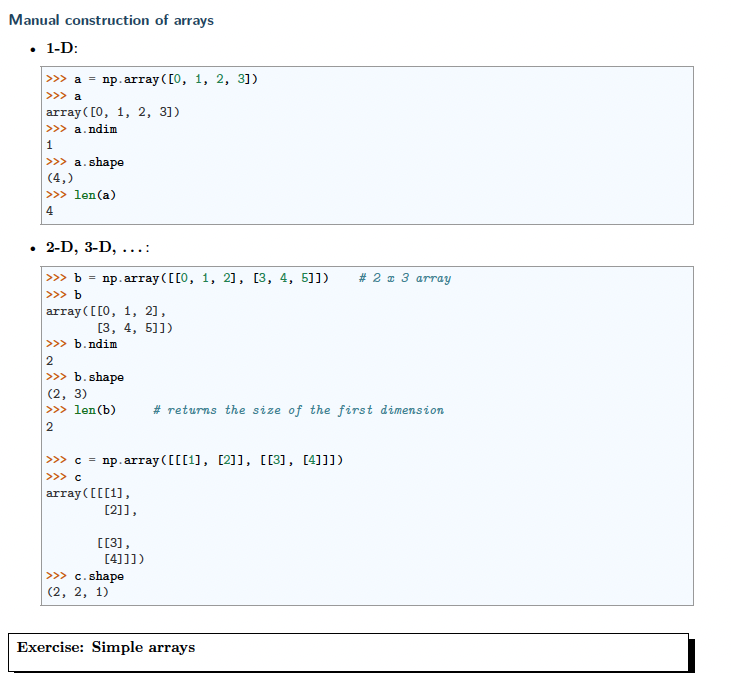 Manual construction of arrays
• 1-D:
>>> a = np.array([0, 1, 2, 3])
>>> a
array([0, 1, 2, 3])
>>> a.ndim
1
>>> a.shape
(4,)
>>> len(a)
4
• 2-D, 3-D, ...:
>>> b = np.array([[0, 1, 2], [3, 4, 5]])    # 2 x 3 array
>>> b
array([[0, 1, 2],
       [3, 4, 5]])
>>> b.ndim
2
>>> b.shape
(2, 3)
>>> len(b)     # returns the size of the first dimension
2
>>> c = np.array([[[1], [2]], [[3], [4]]])
>>> c
array([[[1],
        [2]],
       [[3],
        [4]]])
>>> c.shape
(2, 2, 1)
Exercise: Simple arrays